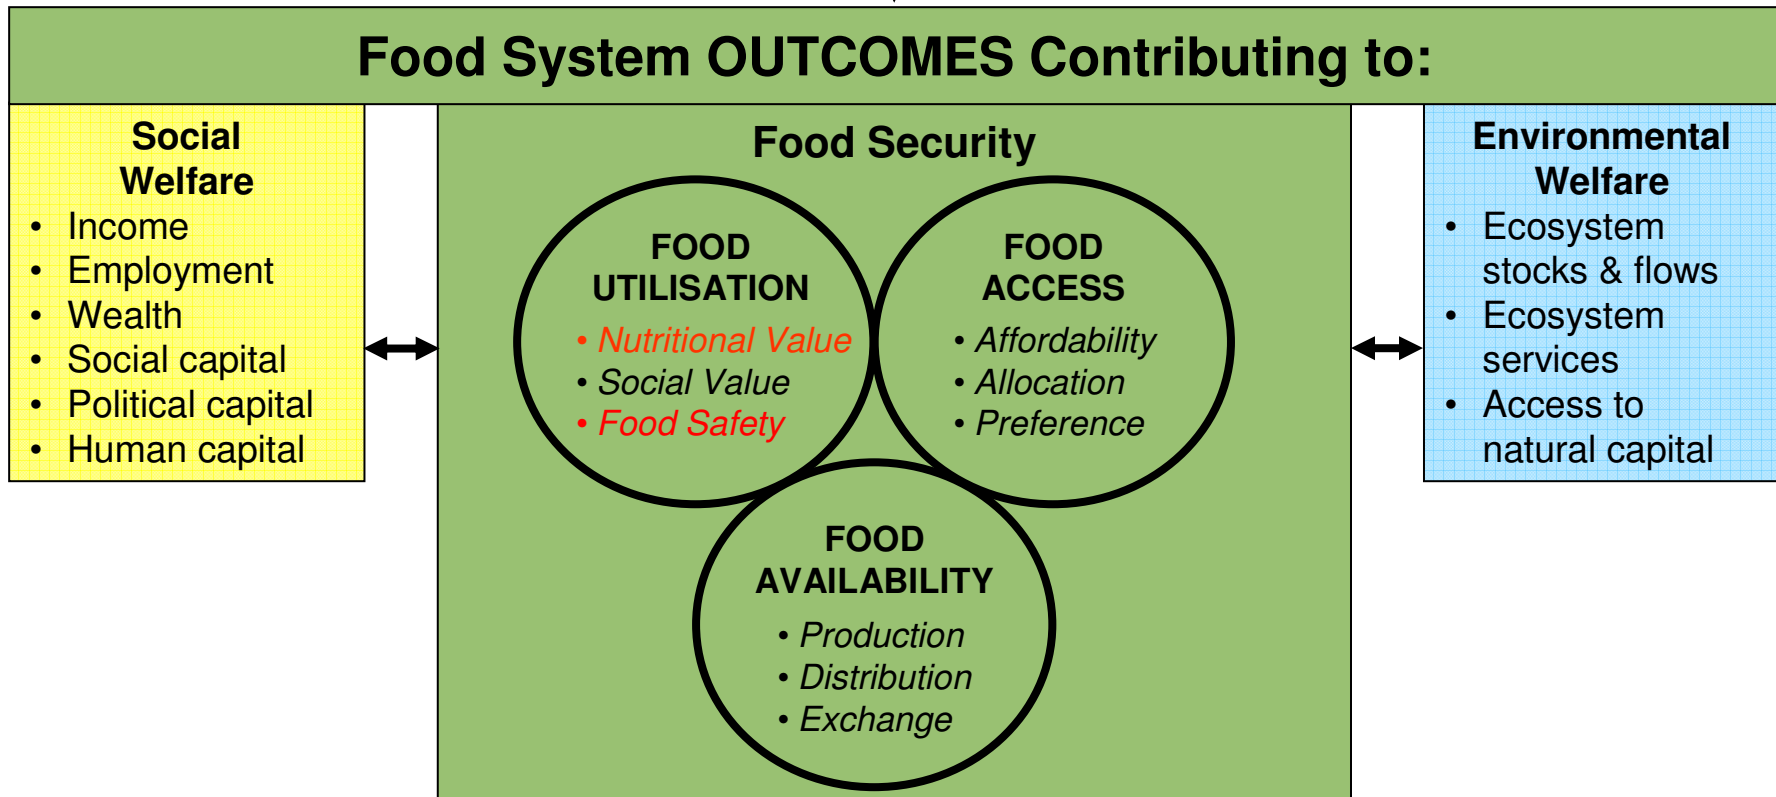 Food System OUTCOMES Contributing to:
Social
Welfare
• Income
• Employment
• Wealth
• Social capital
• Political capital
• Human capital
Food Security
FOOD
UTILISATION
• Nutritional Value
• Social Value
• Food Safety
FOOD
ACCESS
• Affordability
• Allocation
• Preference
FOOD
AVAILABILITY
• Production
• Distribution
• Exchange
Environmental
Welfare
• Ecosystem
stocks & flows
• Ecosystem
services
• Access to
natural capital